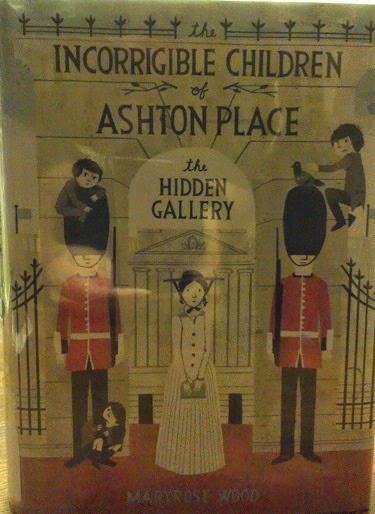 the
INCORRIGIBLE CHILDREN
of
ASHTON PLACE
the
HIDDEN
GALLERY
MARYROSE WOOD